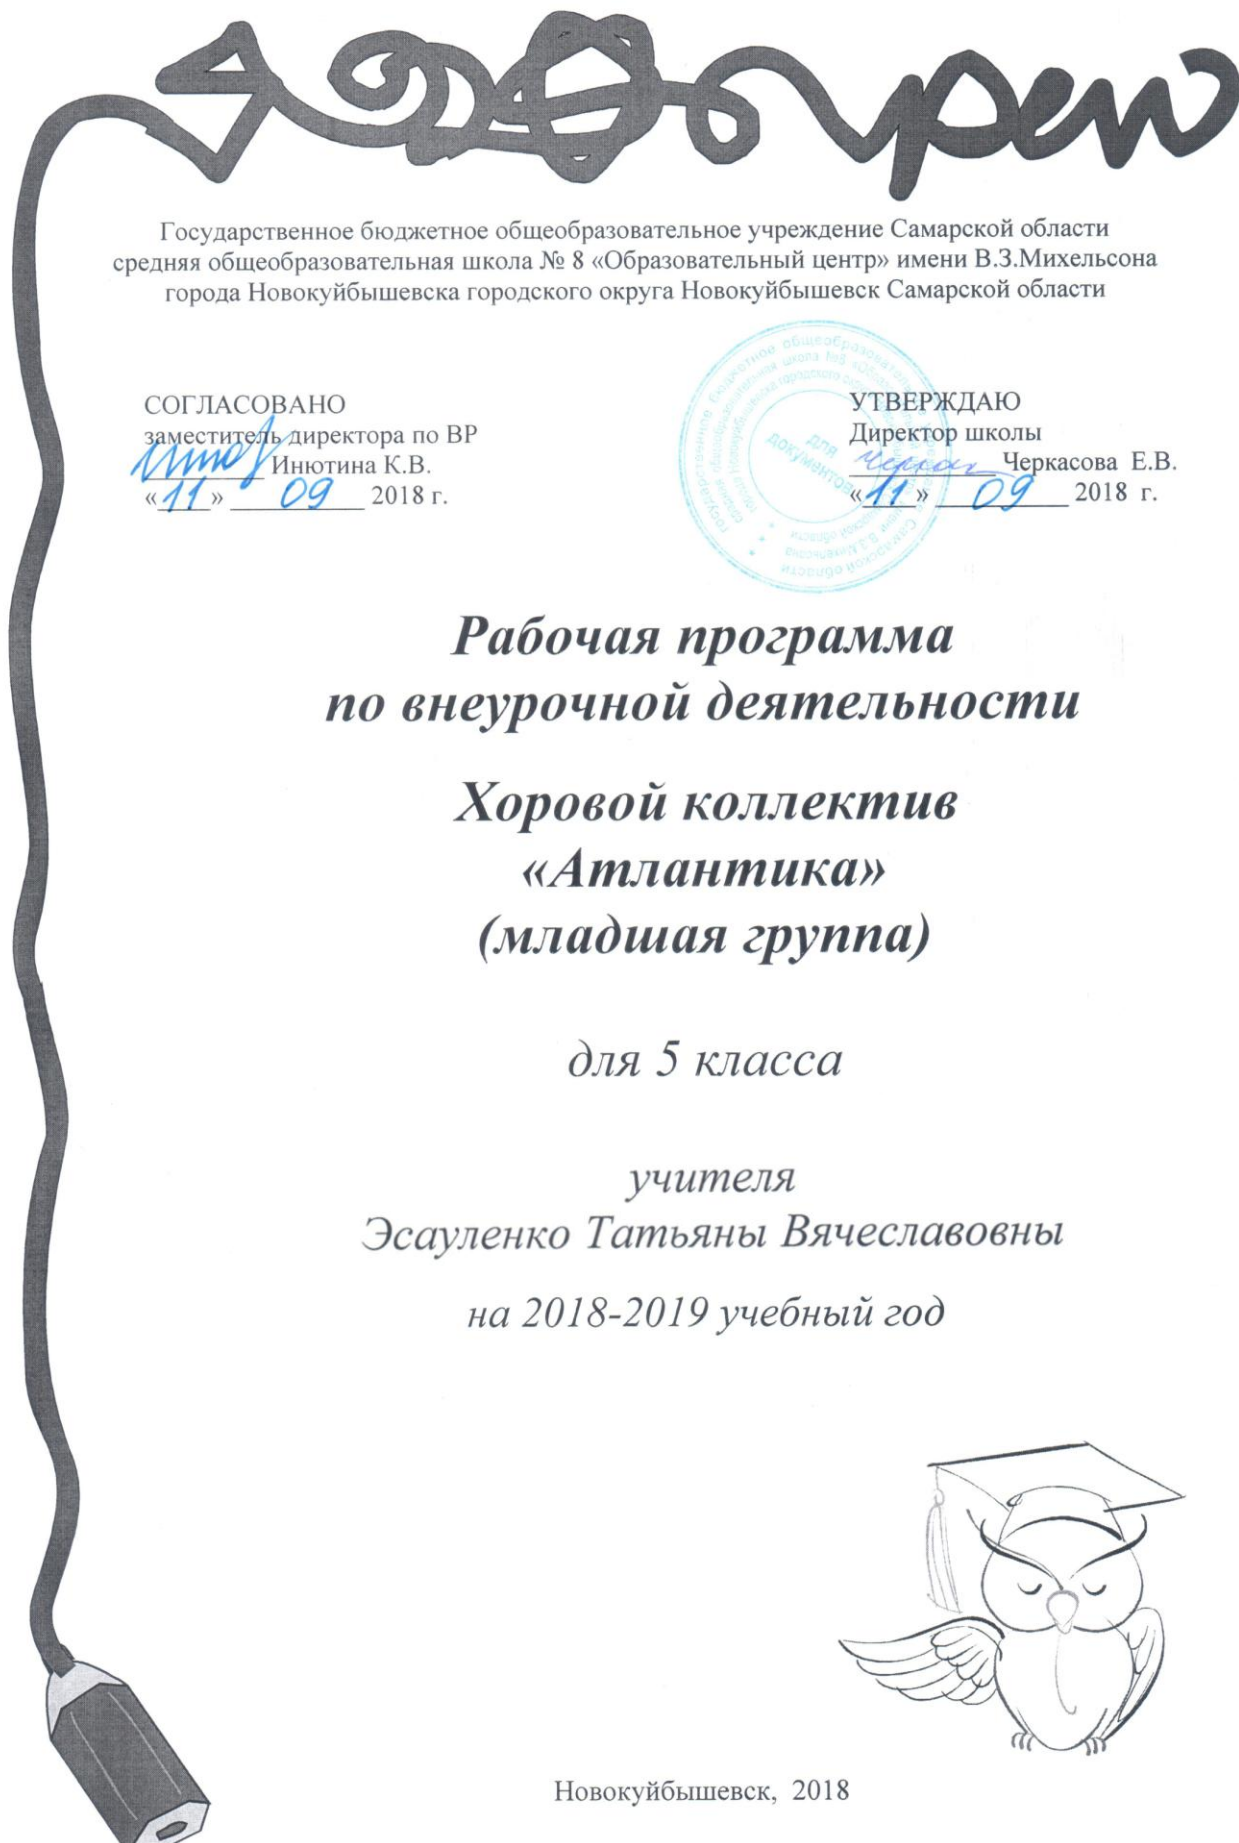 Государственное бюджетное общеобразовательное учреждение Самарской области
средняя общеобразовательная школа № 8 «Образовательный центр» имени В.З.Михельсона
города Новокуйбышевска городского округа Новокуйбышевск Самарской области
СОГЛАСОВАНО
заместитель директора по ВР
Инютина К.В.
«11» 09 2018 г.
УТВЕРЖДАЮ
Директор школы
Черкасова Е.В.
«11» 09 2018 г.
для
документов
Рабочая программа
по внеурочной деятельности
Хоровой коллектив
«Атлантика»
(младшая группа)
для 5 класса
учителя
Эсауленко Татьяны Вячеславовны
на 2018-2019 учебный год
Новокуйбышевск, 2018